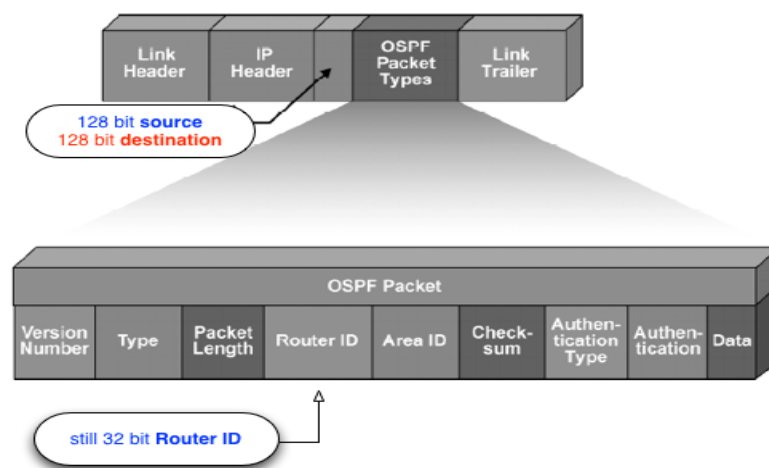 Link
Header
IP
Header
OSPF
Packet
Types
Link
Trailer
128 bit source
128 bit destination
OSPF Packet
Version
Number
Type
Packet
Length
Router ID
Area ID
Check-
sum
Authen-
tication
Type
Authen-
tication
Data
still 32 bit Router ID